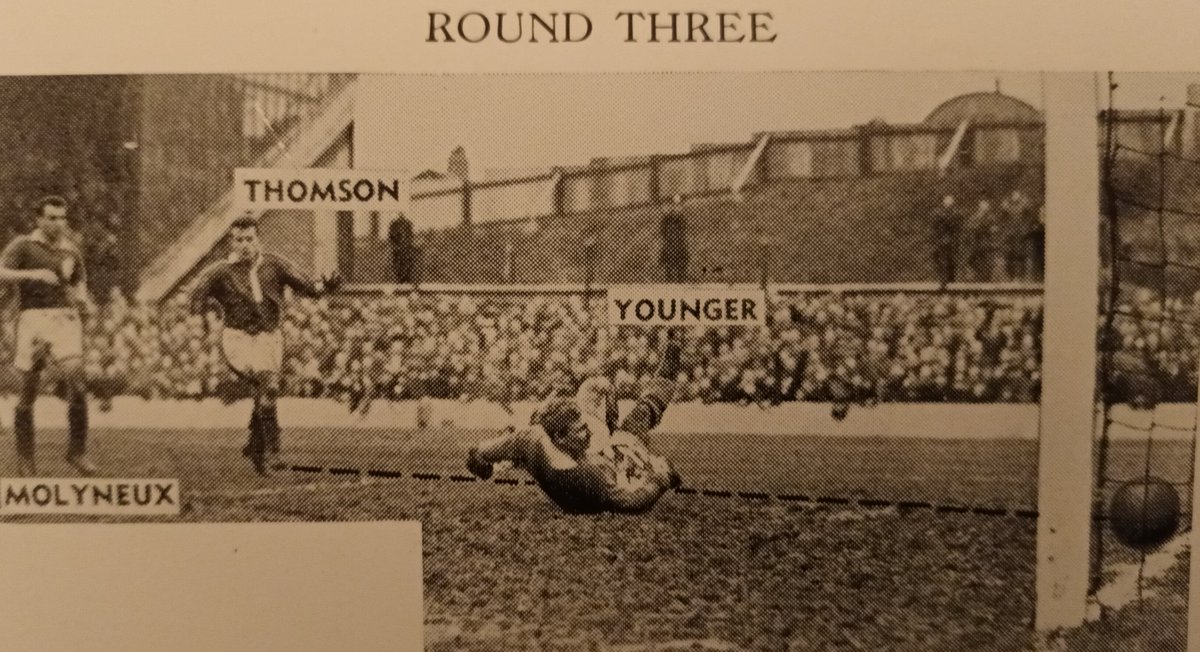 ROUND THREE
THOMSON
YOUNGER
MOLYNEUX